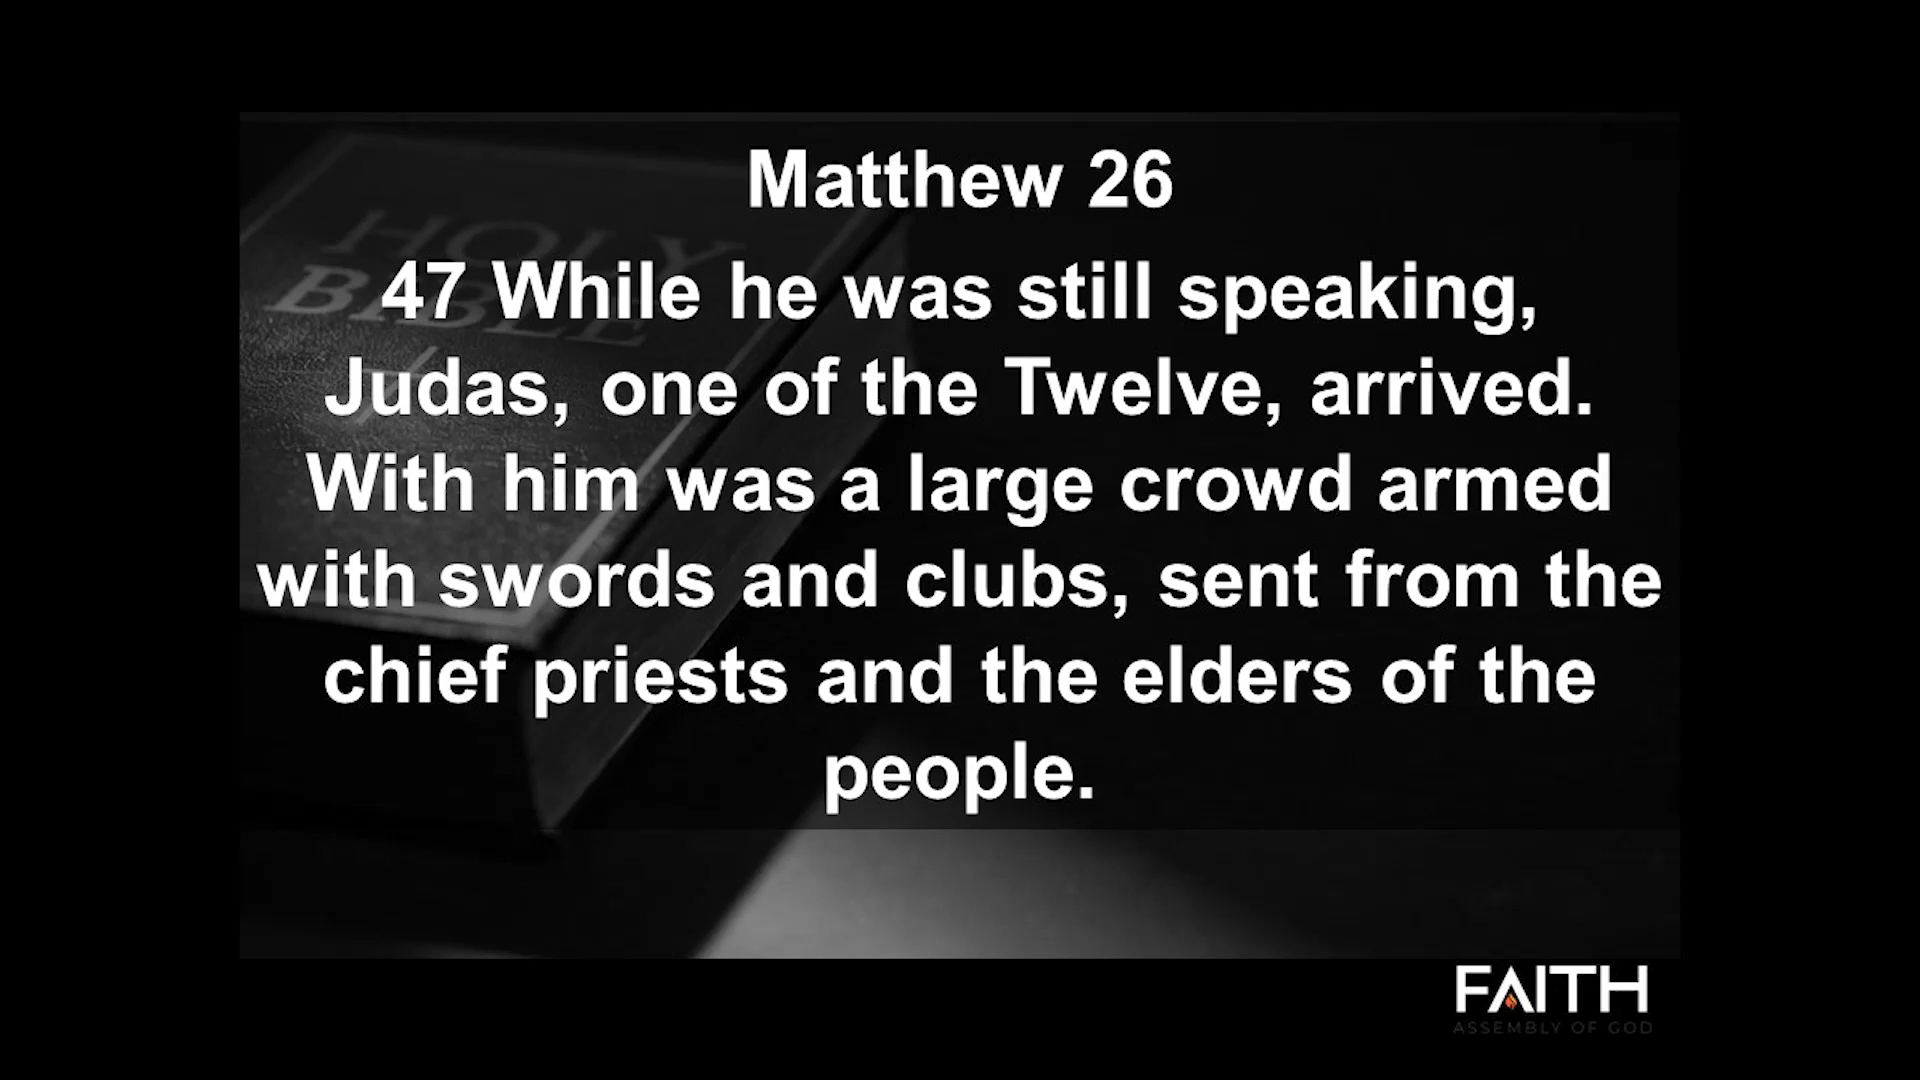 Matthew 26
HOLY
BIBLE
47 While he was still speaking,
Judas, one of the Twelve, arrived.
With him was a large crowd armed
with swords and clubs, sent from the
chief priests and the elders of the
people.
FAITH
ASSEMBLY OF GOD